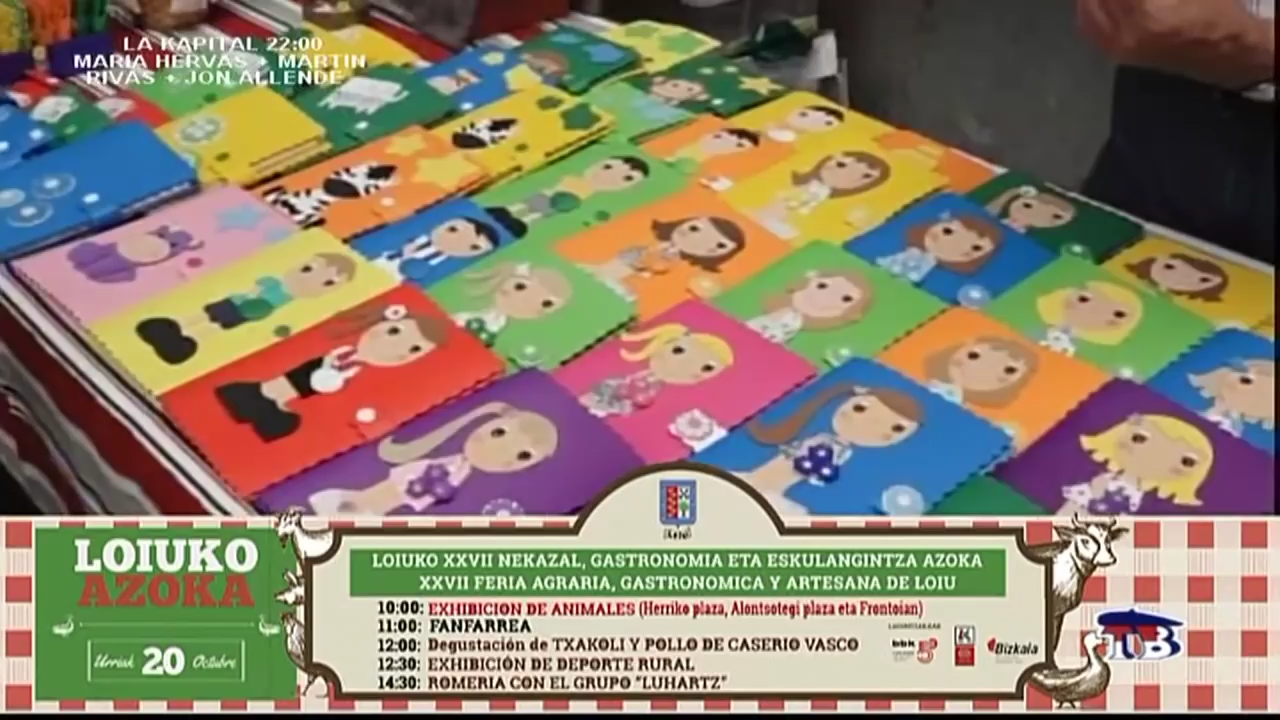 LA KAPITAL 22:00
MARIA HERVAS + MARTIN
RIVAS + JON ALLENDE
LOIUKO
AZOKA
Urriak 20 Octubre
Loiu
LOIUKO XXVII NEKAZAL, GASTRONOMIA ETA ESKULANGINTZA AZOKA
XXVII FERIA AGRARIA, GASTRONOMICA Y ARTESANA DE LOIU
10:00: EXHIBICION DE ANIMALES (Herriko plaza, Alontsotegi plaza eta Frontoian)
11:00: FANFARREA
12:00: Degustación de TXAKOLI Y POLLO DE CASERIO VASCO
12:30: EXHIBICIÓN DE DEPORTE RURAL
14:30: ROMERIA CON EL GRUPO "LUHARTZ"
bbk
Bizkaia
TB